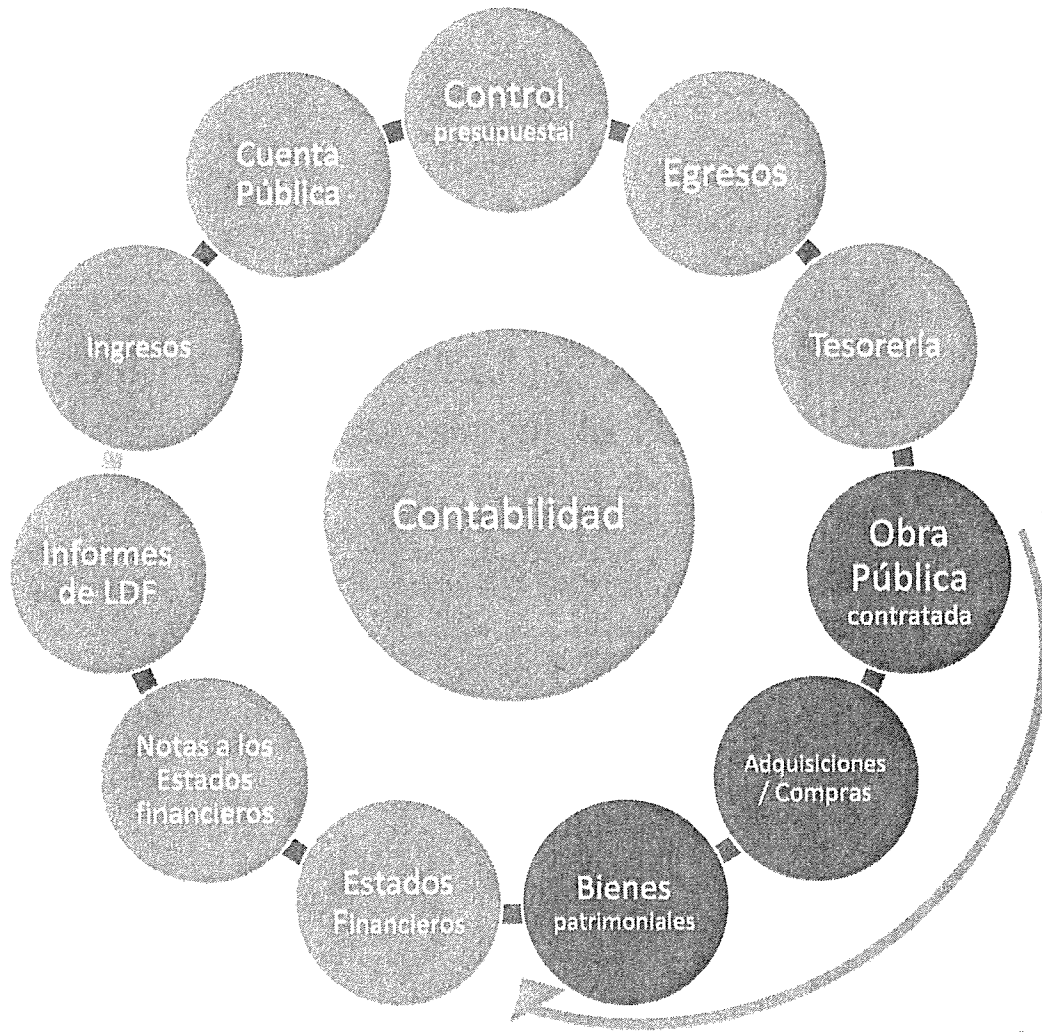 Control
presupuestal
Egresos
Tesorería
Obra
Pública
contratada
Adquisiciones
/ Compras
Bienes
patrimoniales
Estados
Financieros
Notas a los
Estados
financieros
Informes
de LDF
Ingresos
Cuenta
Pública
Contabilidad